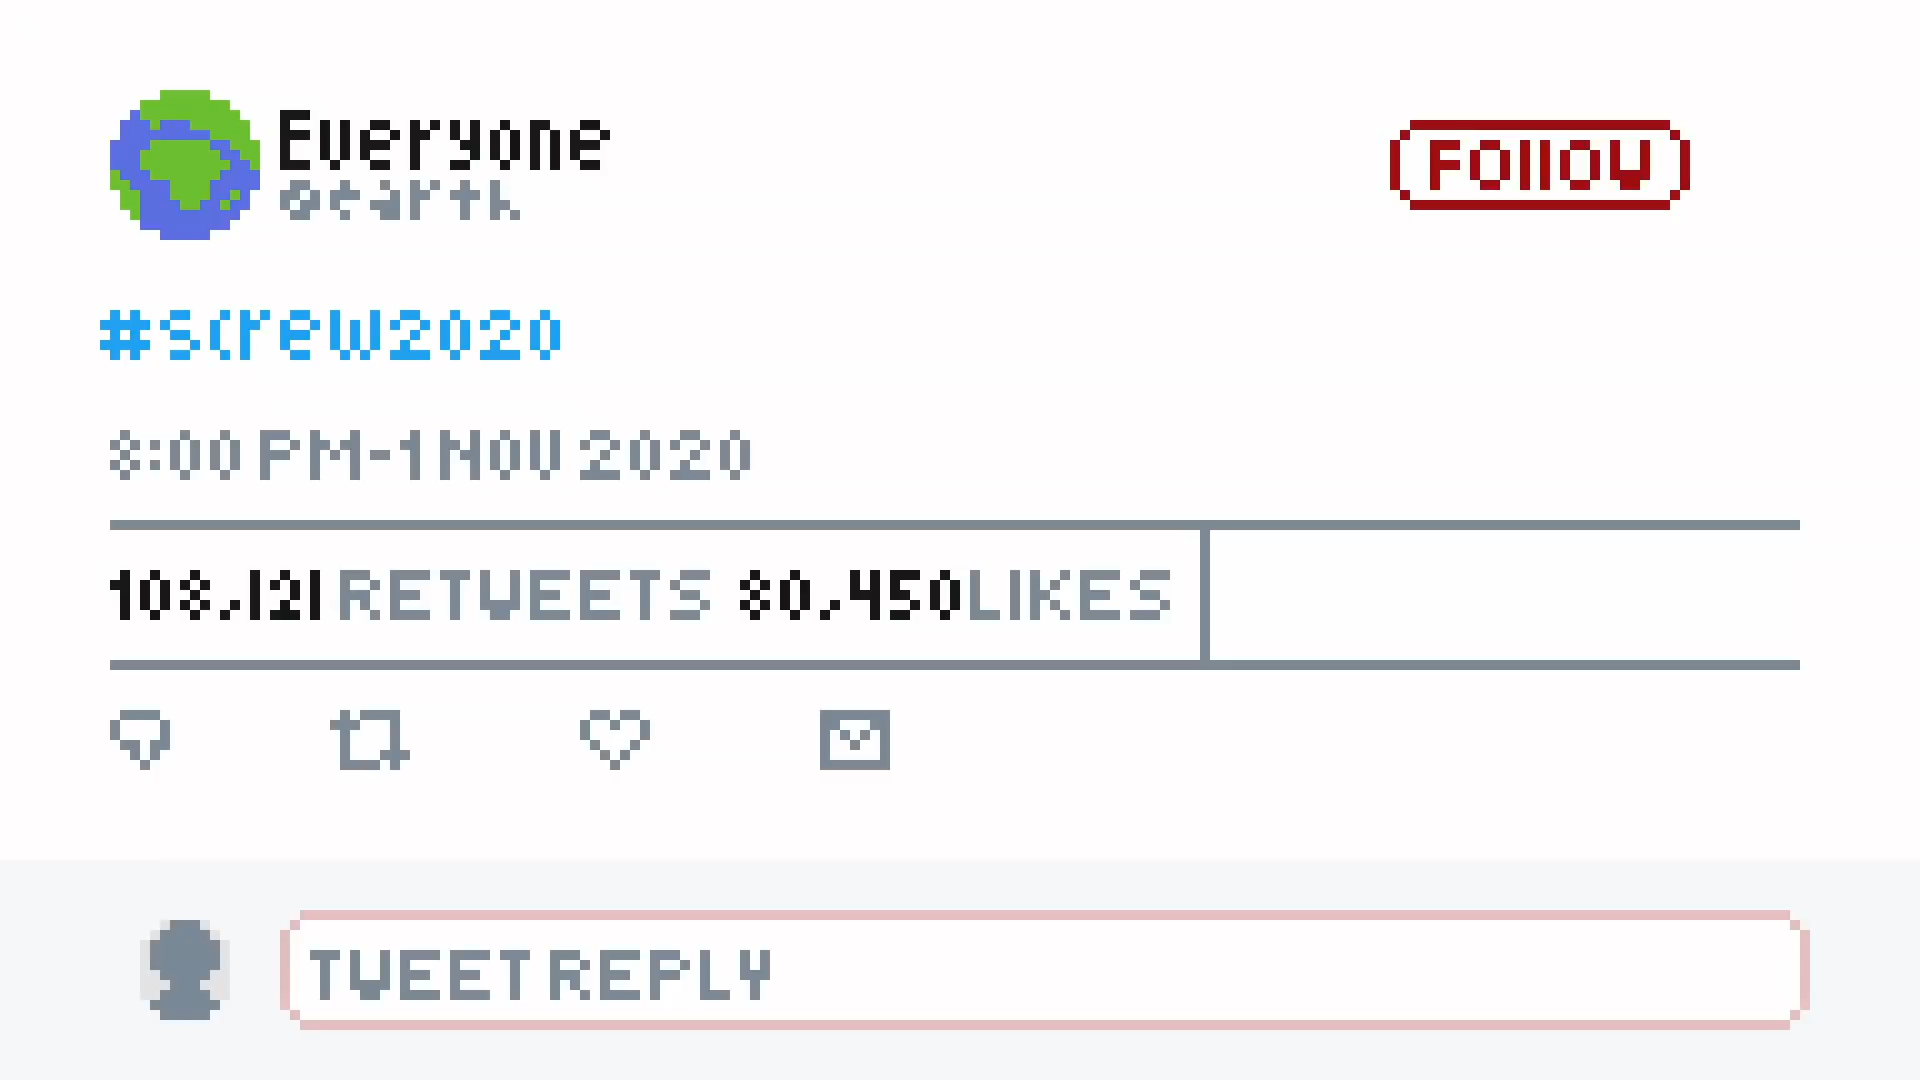 Everyone
@earth
FOllOW
#screw2020
8:00 PM-1 NOV 2020
108,121 RETWEETS 80,450 LIKES
TWEET REPLY